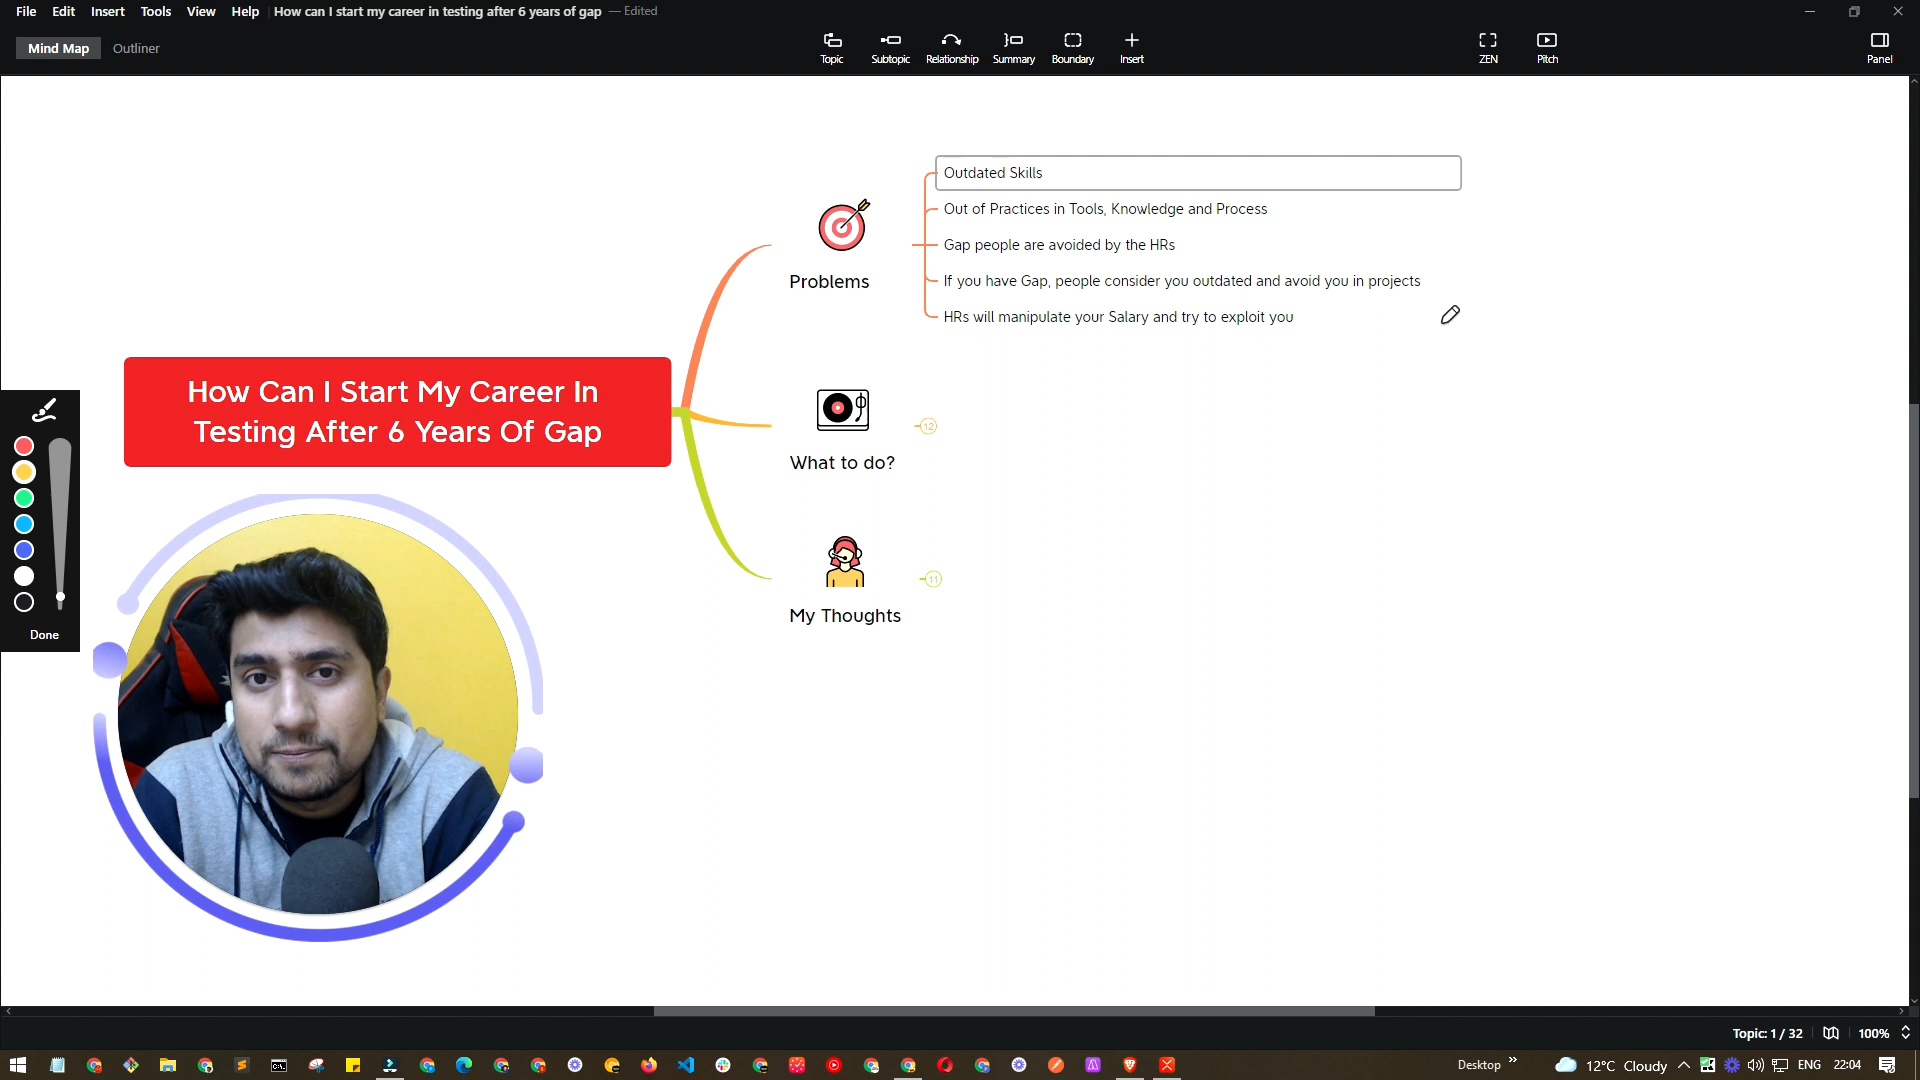 File Edit Insert Tools View Help How can I start my career in testing after 6 years of gap — Edited
Mind Map Outliner
Topic Subtopic Relationship Summary Boundary Insert ZEN Pitch Panel
Outdated Skills
Out of Practices in Tools, Knowledge and Process
Gap people are avoided by the HRs
If you have Gap, people consider you outdated and avoid you in projects
HRs will manipulate your Salary and try to exploit you
Problems
How Can I Start My Career In
Testing After 6 Years Of Gap
12
What to do?
11
My Thoughts
Done
Topic: 1 / 32 100%
Desktop 12°C Cloudy ENG 22:04